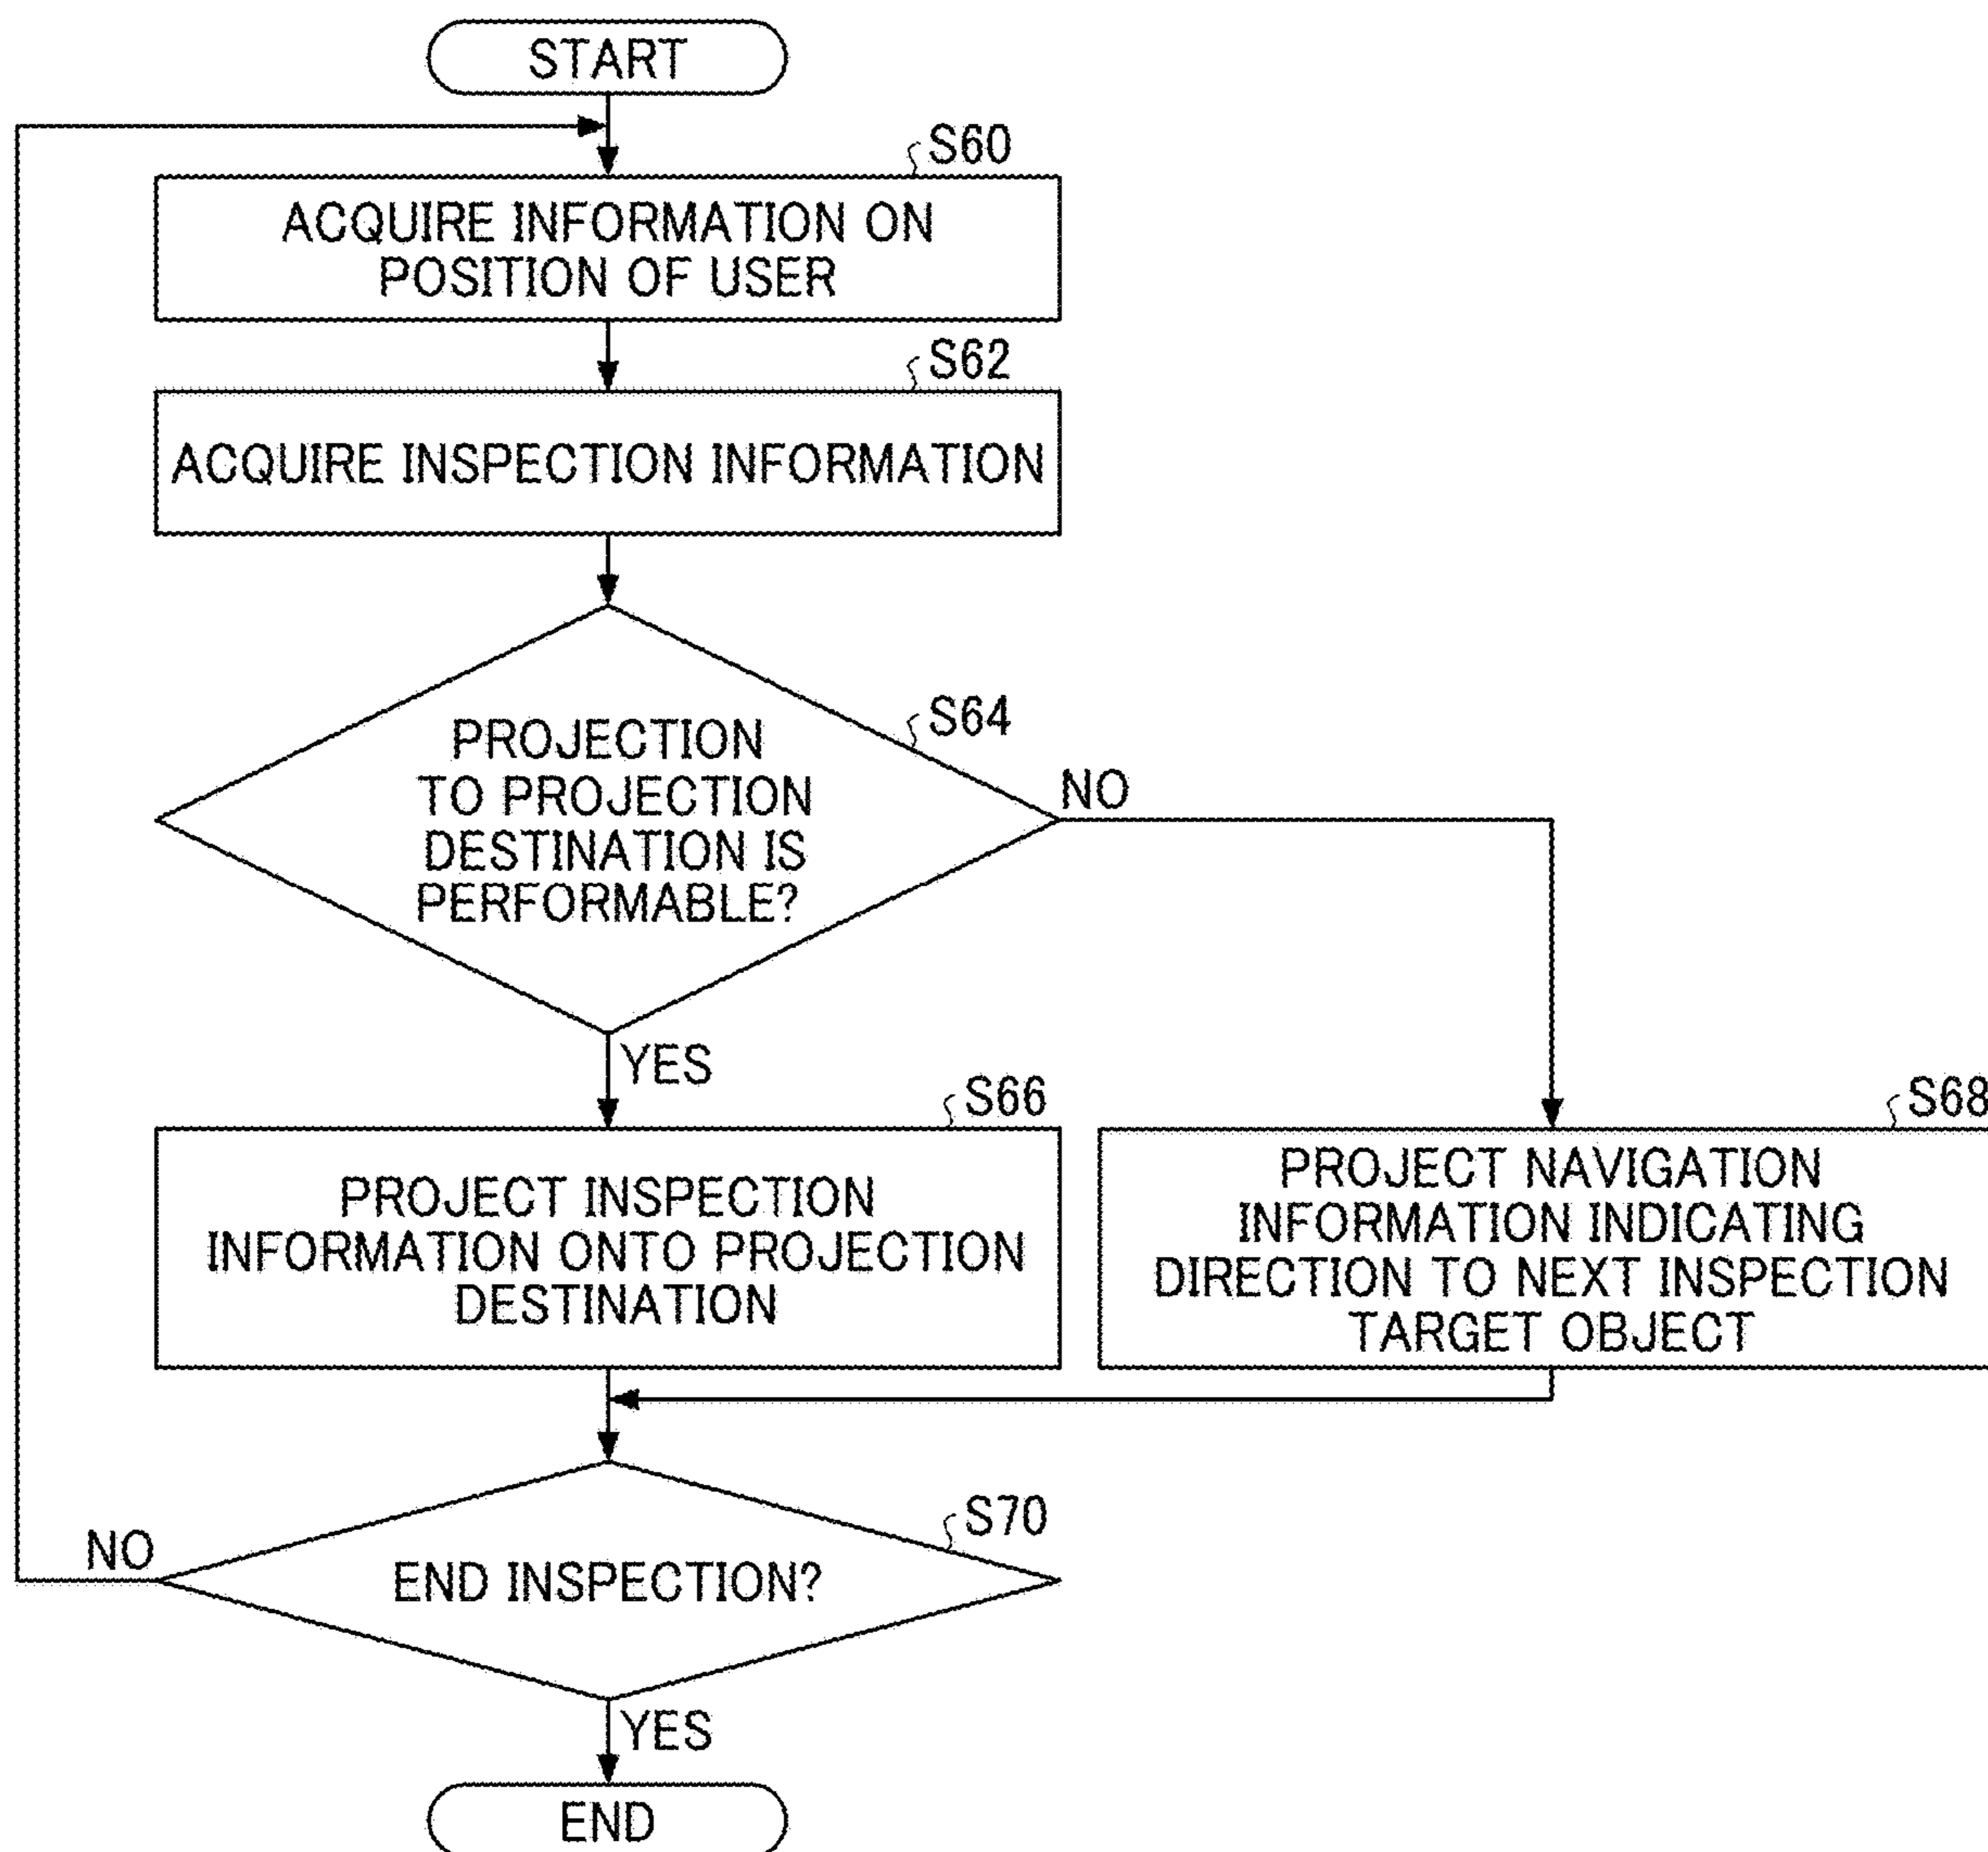 START
S60
ACQUIRE INFORMATION ON
POSITION OF USER
S62
ACQUIRE INSPECTION INFORMATION
S64
PROJECTION
TO PROJECTION
DESTINATION IS
PERFORMABLE?
NO
YES
S66
PROJECT INSPECTION
INFORMATION ONTO PROJECTION
DESTINATION
S68
PROJECT NAVIGATION
INFORMATION INDICATING
DIRECTION TO NEXT INSPECTION
TARGET OBJECT
S70
NO
END INSPECTION?
YES
END